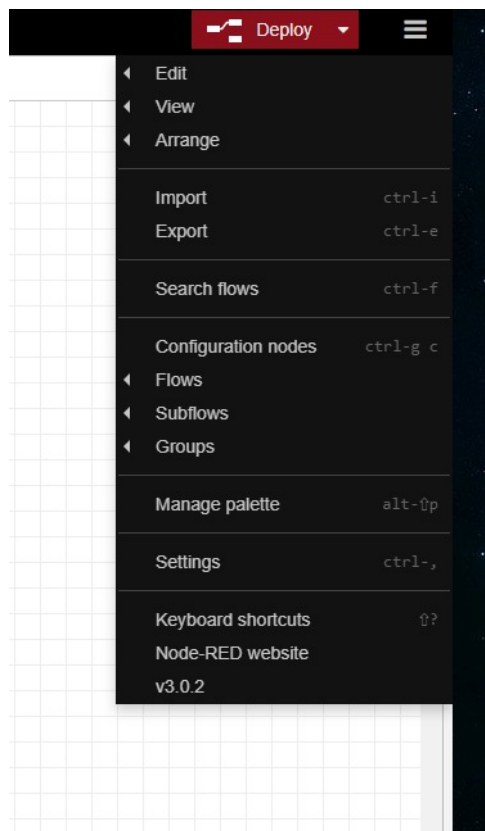 Deploy
Edit
View
Arrange
Import ctrl-i
Export ctrl-e
Search flows ctrl-f
Configuration nodes ctrl-g c
Flows
Subflows
Groups
Manage palette alt-⇧p
Settings ctrl-,
Keyboard shortcuts ⇧?
Node-RED website
v3.0.2